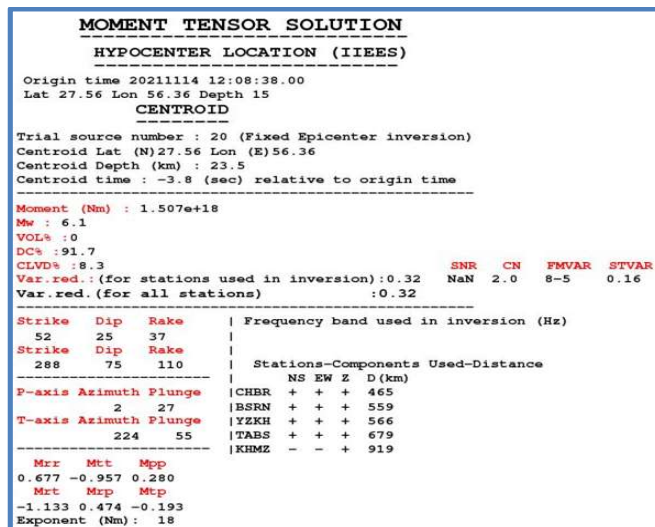 MOMENT TENSOR SOLUTION
HYPOCENTER LOCATION (IIEES)
Origin time 20211114 12:08:38.00
Lat 27.56 Lon 56.36 Depth 15
CENTROID
Trial source number : 20 (Fixed Epicenter inversion)
Centroid Lat (N)27.56 Lon (E)56.36
Centroid Depth (km) : 23.5
Centroid time : -3.8 (sec) relative to origin time
Moment (Nm) : 1.507e+18
Mw : 6.1
VOL% :0
DC% :91.7
CLVD% :8.3 SNR CN FMVAR STVAR
Var.red.:(for stations used in inversion):0.32 NaN 2.0 8-5 0.16
Var.red.(for all stations) :0.32
Strike Dip Rake | Frequency band used in inversion (Hz)
52 25 37 |
Strike Dip Rake |
288 75 110 | Stations-Components Used-Distance
| NS EW Z D(km)
P-axis Azimuth Plunge |CHBR + + + 465
2 27 |BSRN + + + 559
T-axis Azimuth Plunge |YZKH + + + 566
224 55 |TABS + + + 679
|KHMZ - - + 919
Mrr Mtt Mpp
0.677 -0.957 0.280
Mrt Mrp Mtp
-1.133 0.474 -0.193
Exponent (Nm): 18